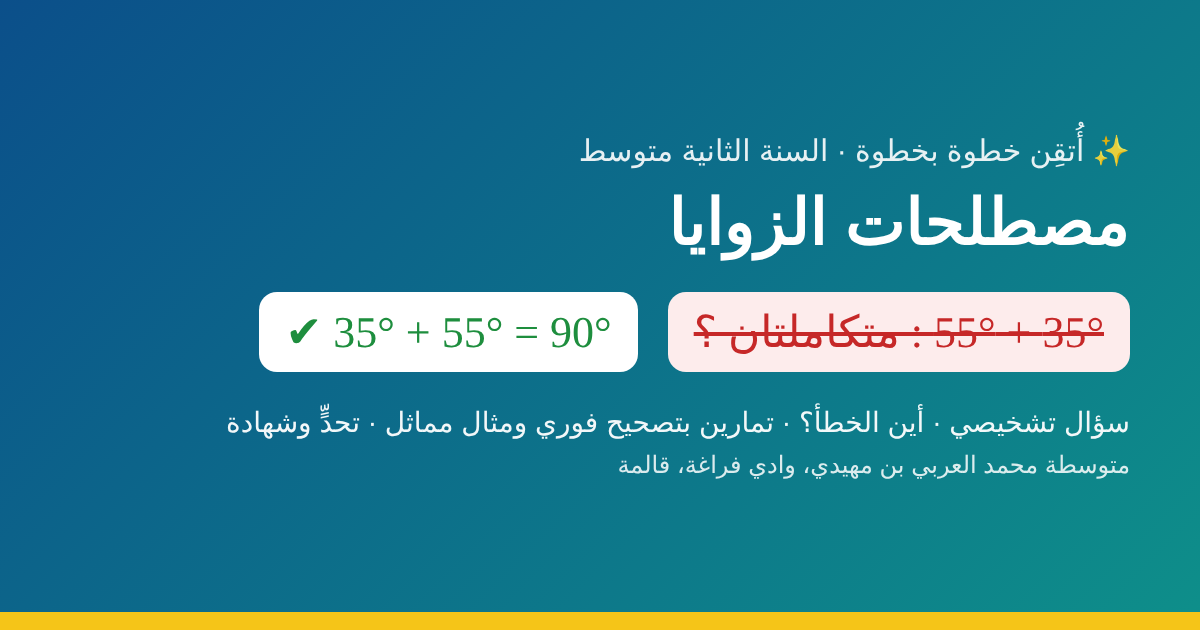 ✨ أُتقِن خطوة بخطوة · السنة الثانية متوسط
مصطلحات الزوايا
35° + 55° : متكاملتان ؟
35° + 55° = 90° ✔
سؤال تشخيصي · أين الخطأ؟ · تمارين بتصحيح فوري ومثال مماثل · تحدٍّ وشهادة
متوسطة محمد العربي بن مهيدي، وادي فراغة، قالمة